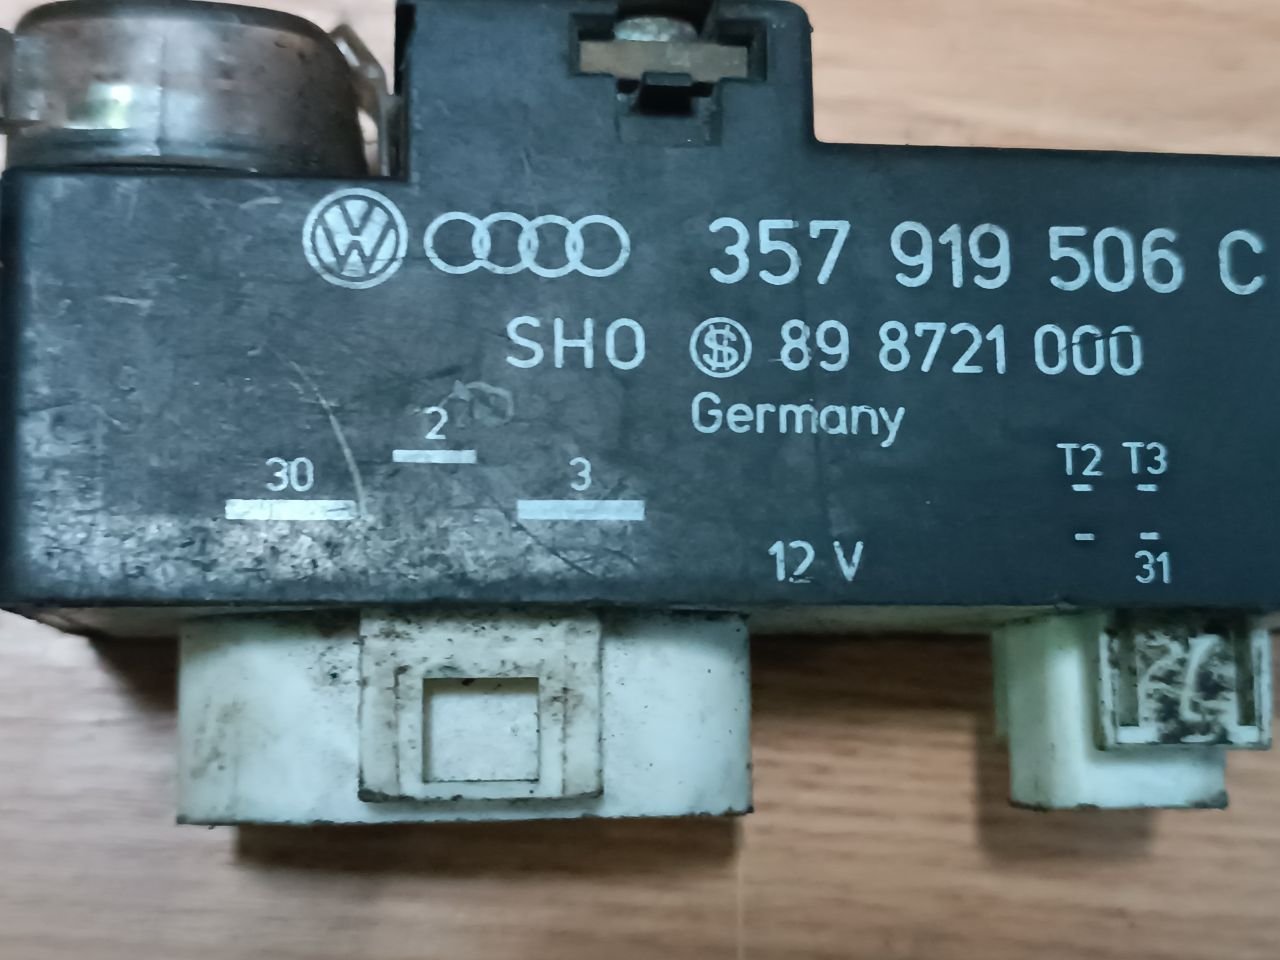 357 919 506 C
SHO 89 8721 000
Germany
2
30
3
T2 T3
12 V
31